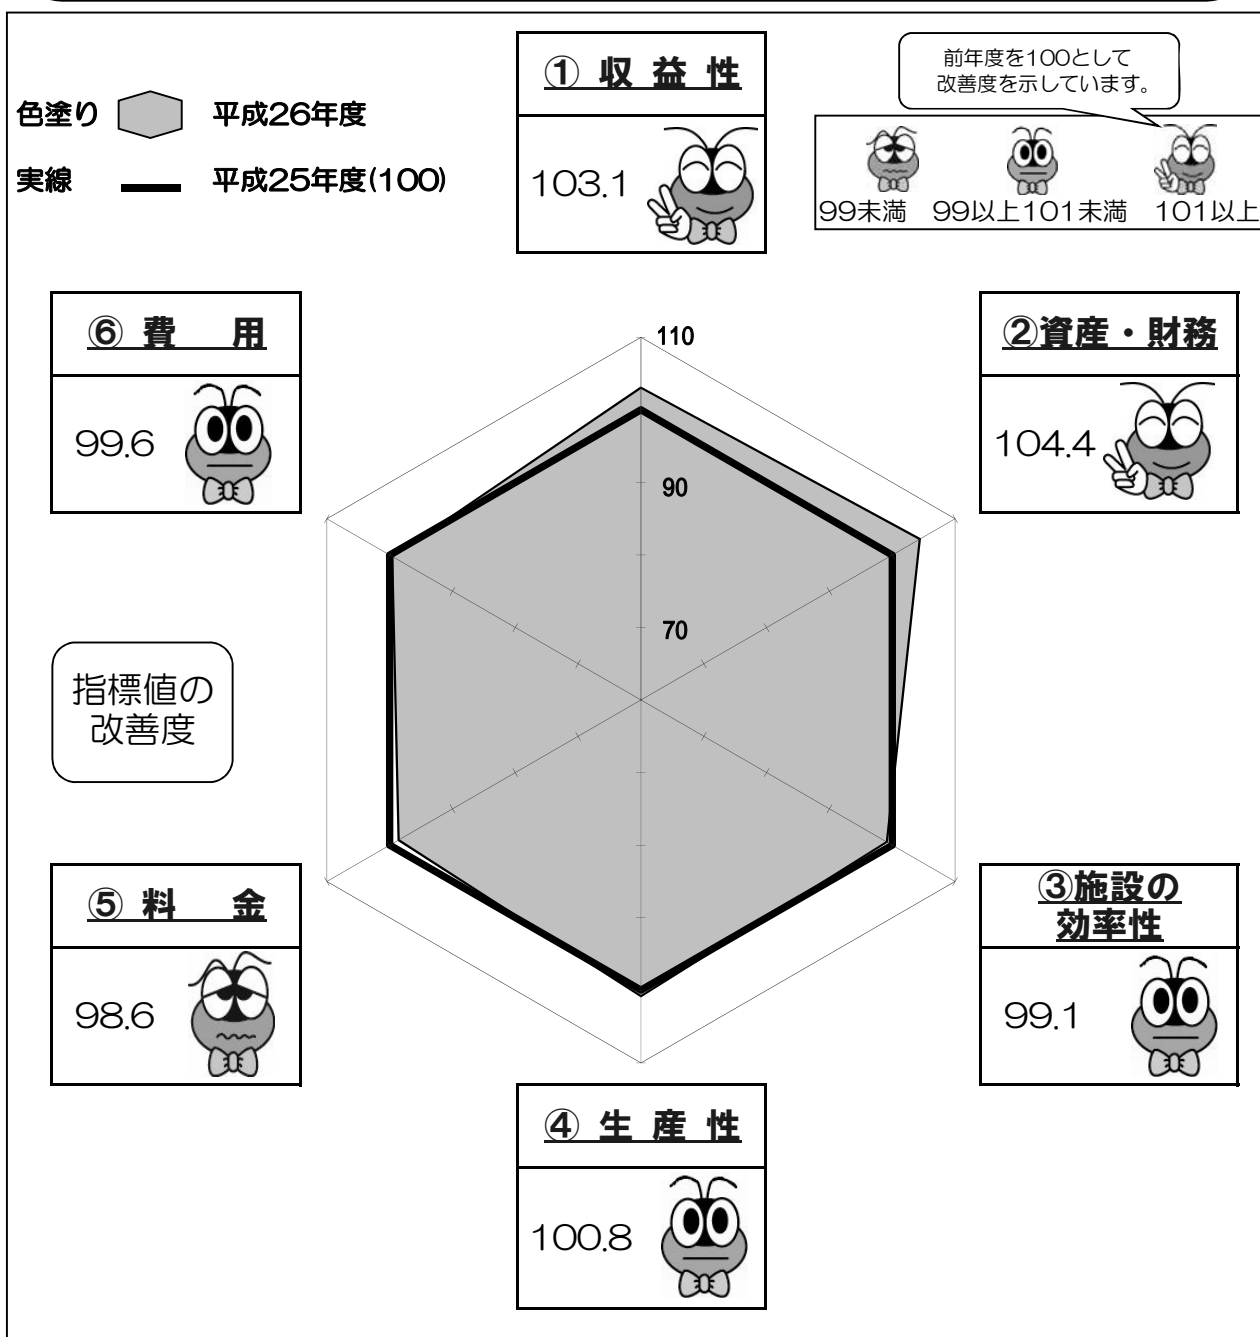 ① 収 益 性
103.1
色塗り 平成26年度
実線 平成25年度(100)
前年度を100として
改善度を示しています。
99未満 99以上101未満 101以上
⑥ 費 用
99.6
②資産・財務
104.4
110
90
70
指標値の
改善度
⑤ 料 金
98.6
③施設の
効率性
99.1
④ 生 産 性
100.8